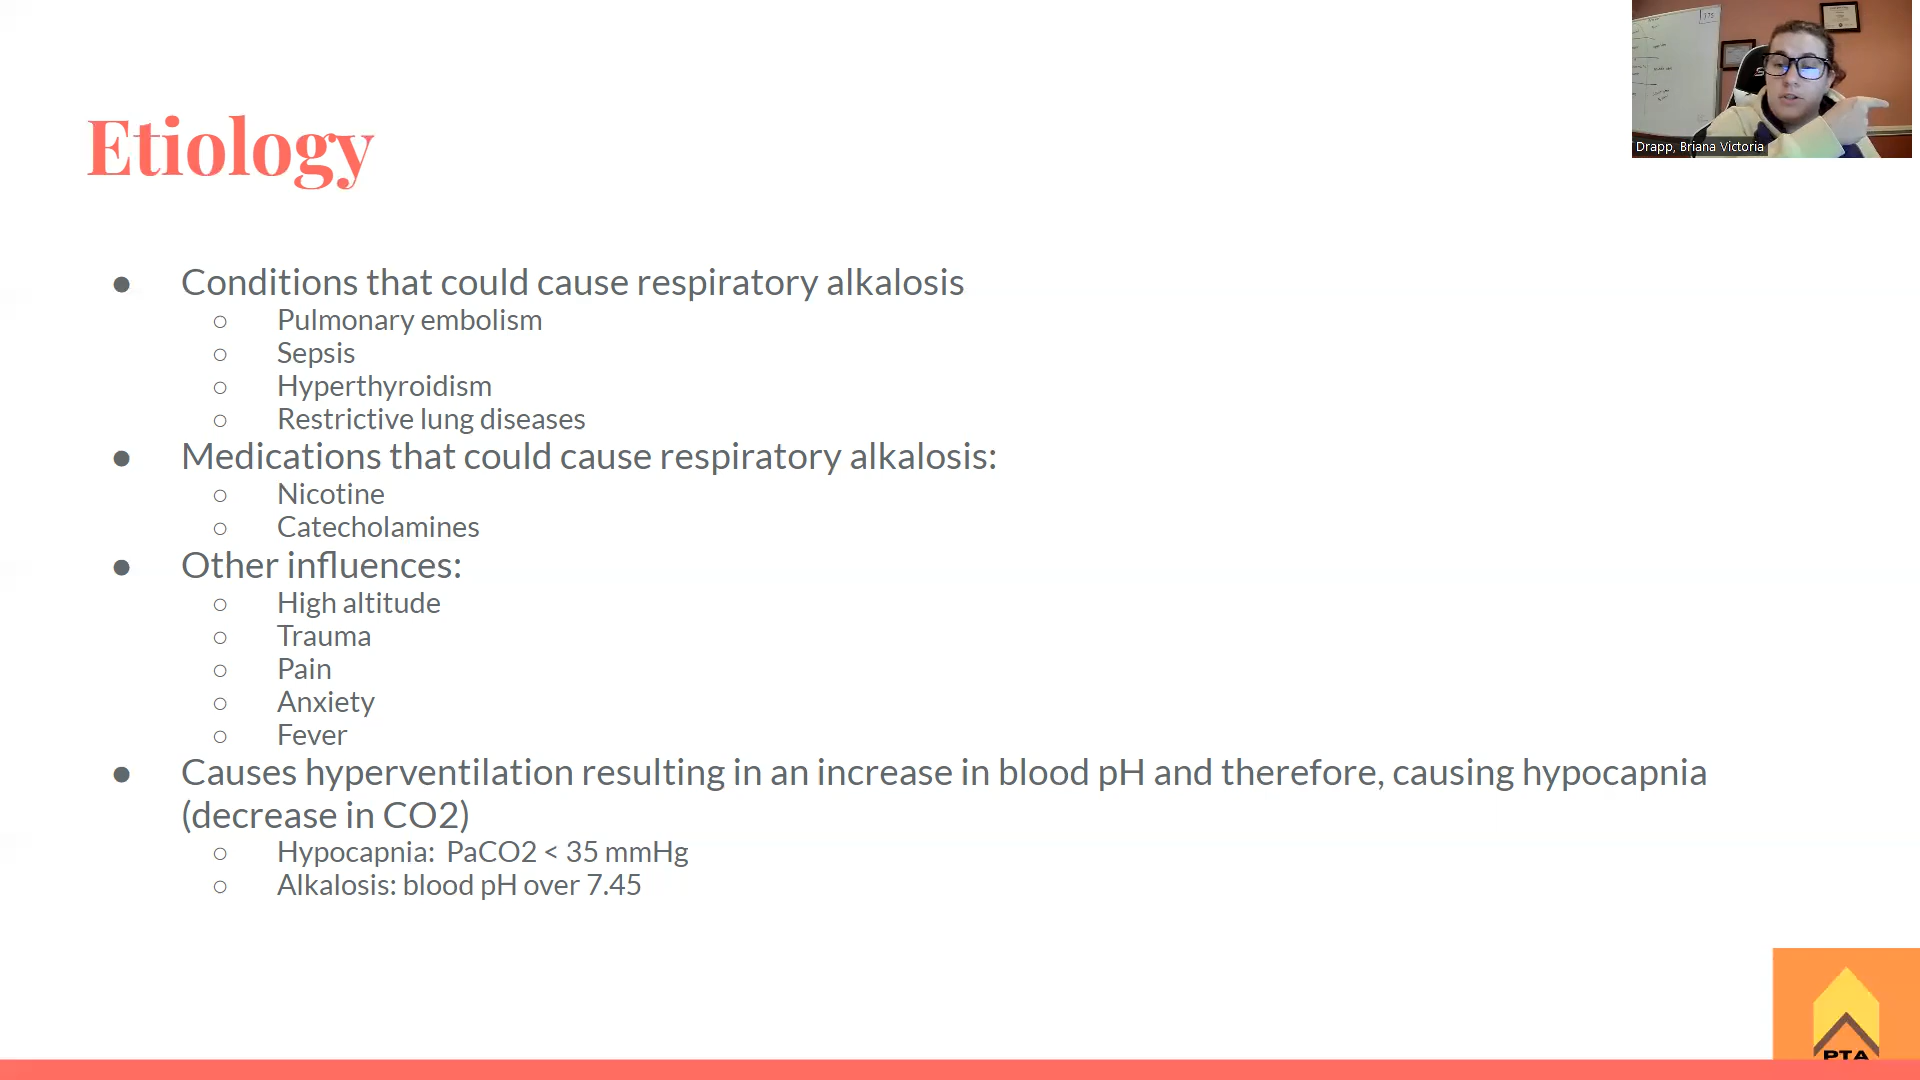 Etiology
● Conditions that could cause respiratory alkalosis
○ Pulmonary embolism
○ Sepsis
○ Hyperthyroidism
○ Restrictive lung diseases
● Medications that could cause respiratory alkalosis:
○ Nicotine
○ Catecholamines
● Other influences:
○ High altitude
○ Trauma
○ Pain
○ Anxiety
○ Fever
● Causes hyperventilation resulting in an increase in blood pH and therefore, causing hypocapnia
(decrease in CO2)
○ Hypocapnia: PaCO2 < 35 mmHg
○ Alkalosis: blood pH over 7.45
Drapp, Briana Victoria
PTA